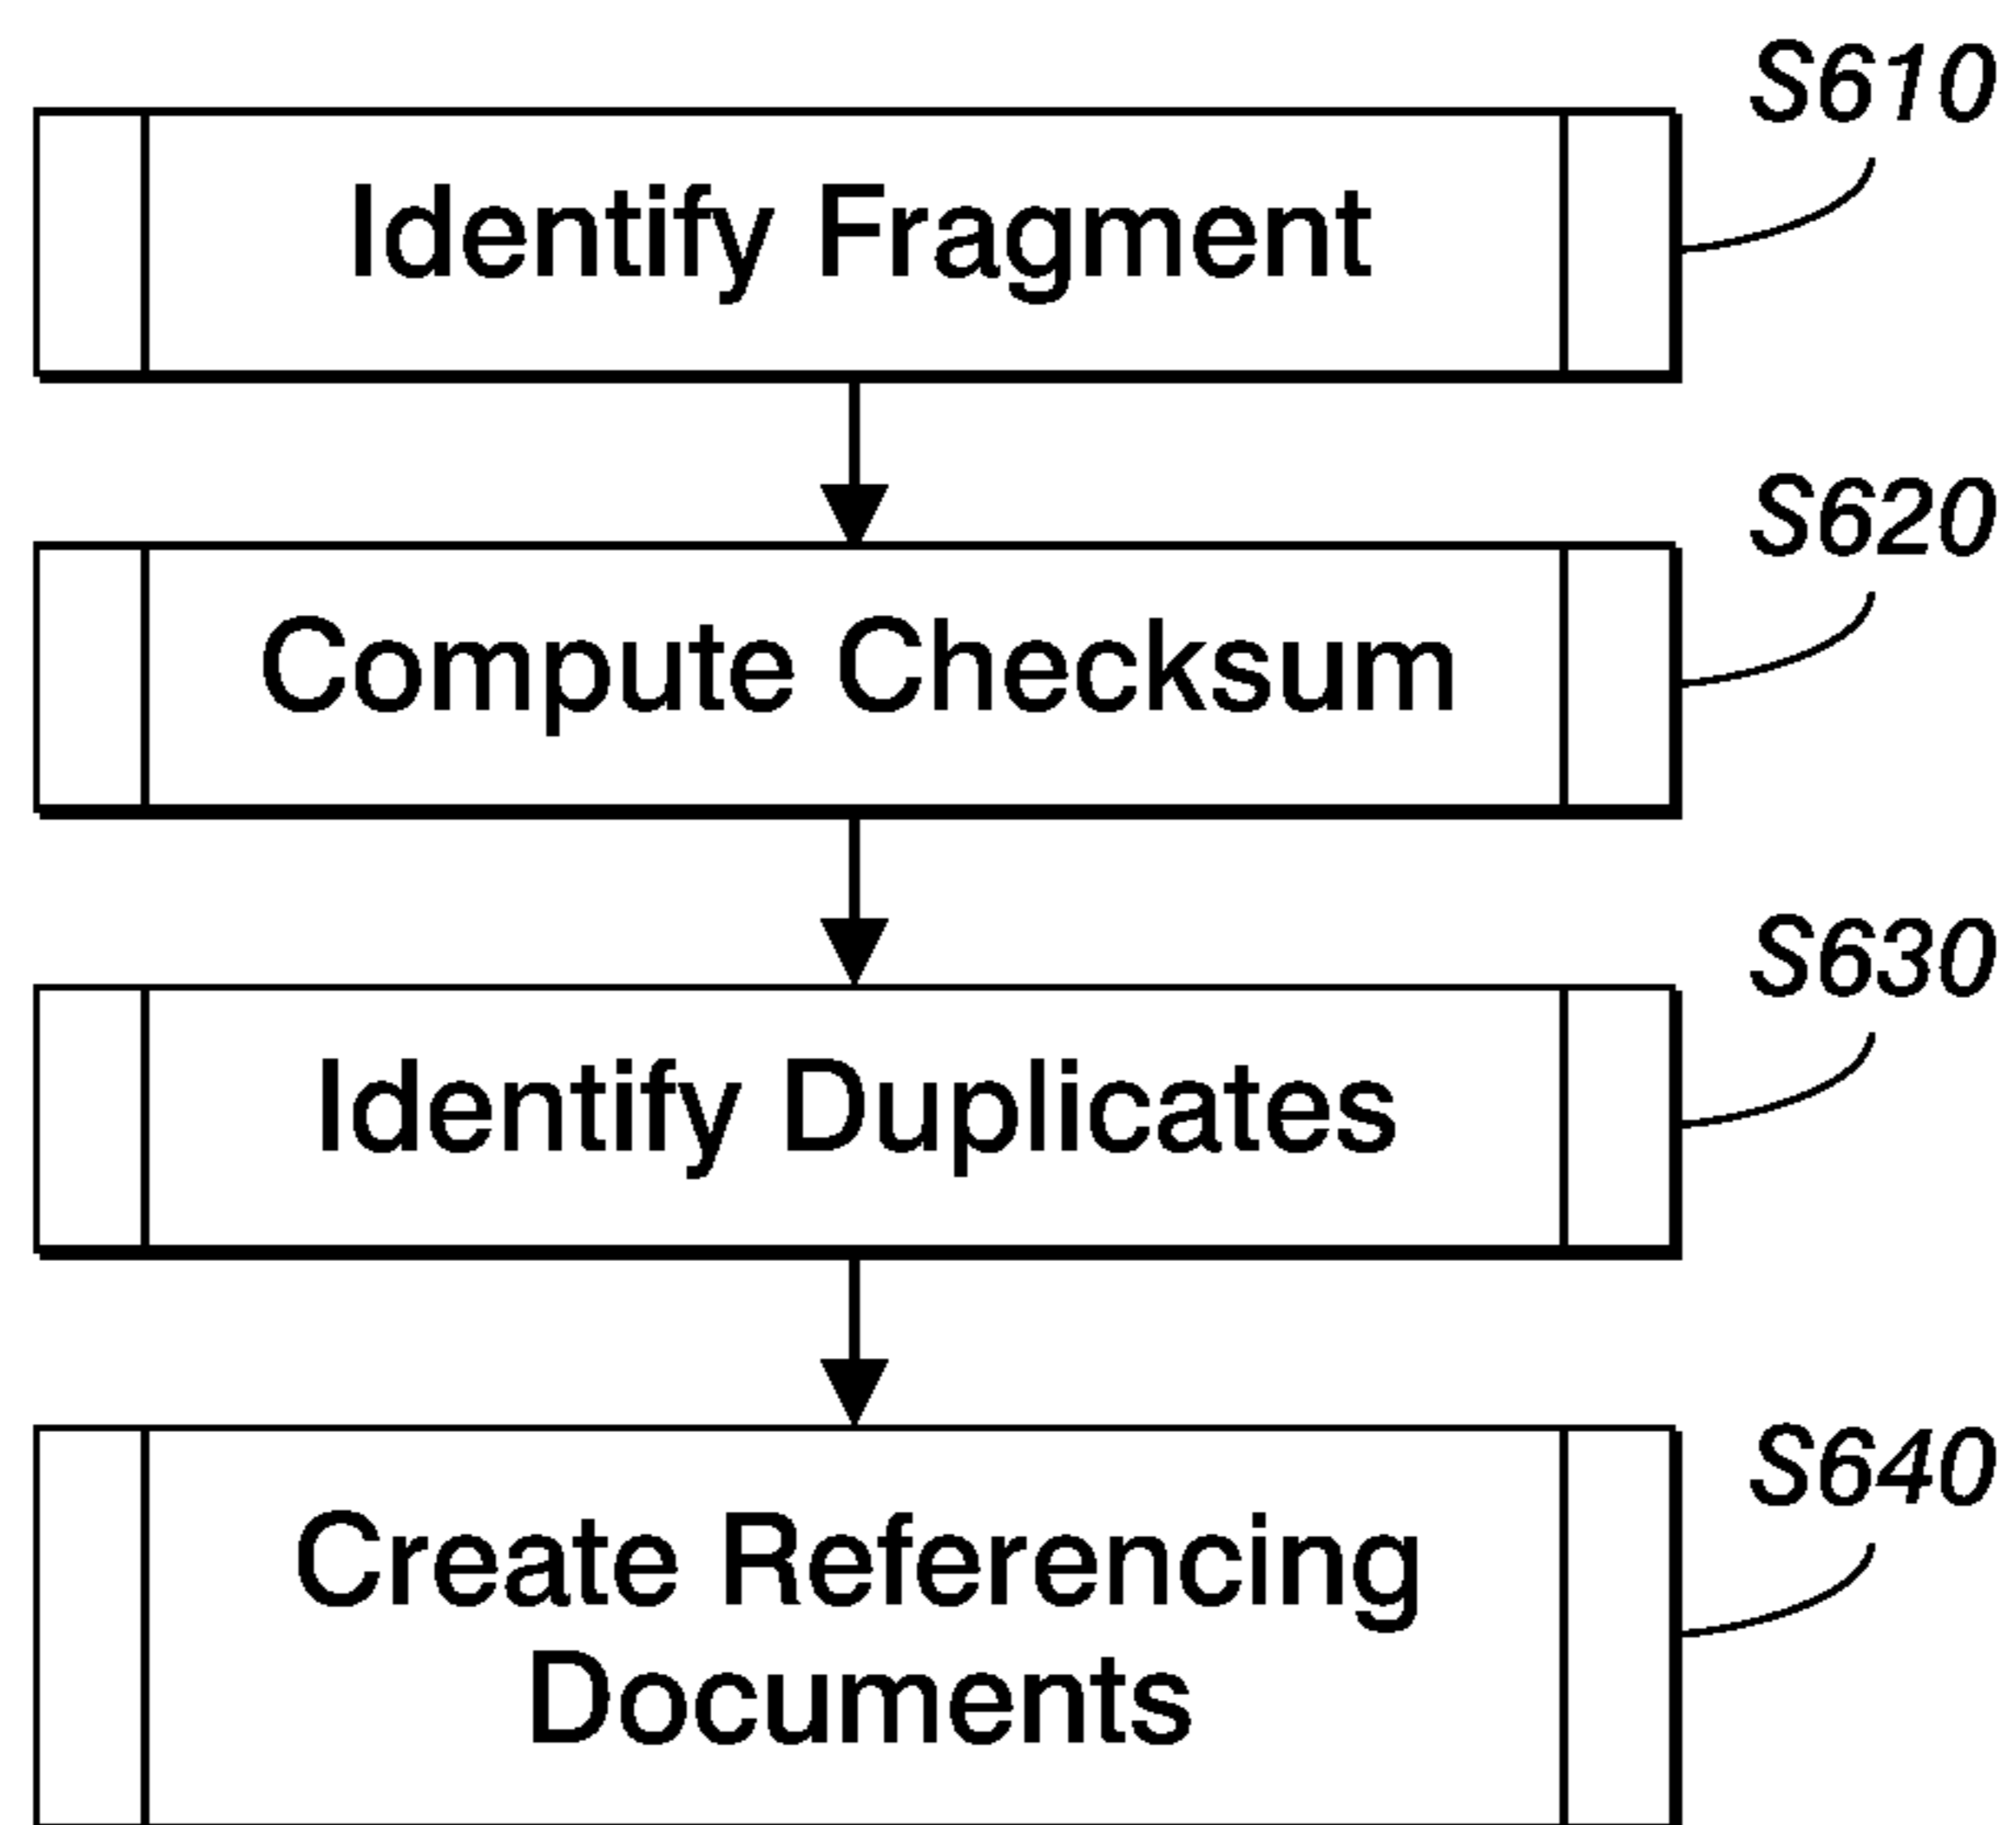 S610
Identify Fragment
S620
Compute Checksum
S630
Identify Duplicates
S640
Create Referencing
Documents